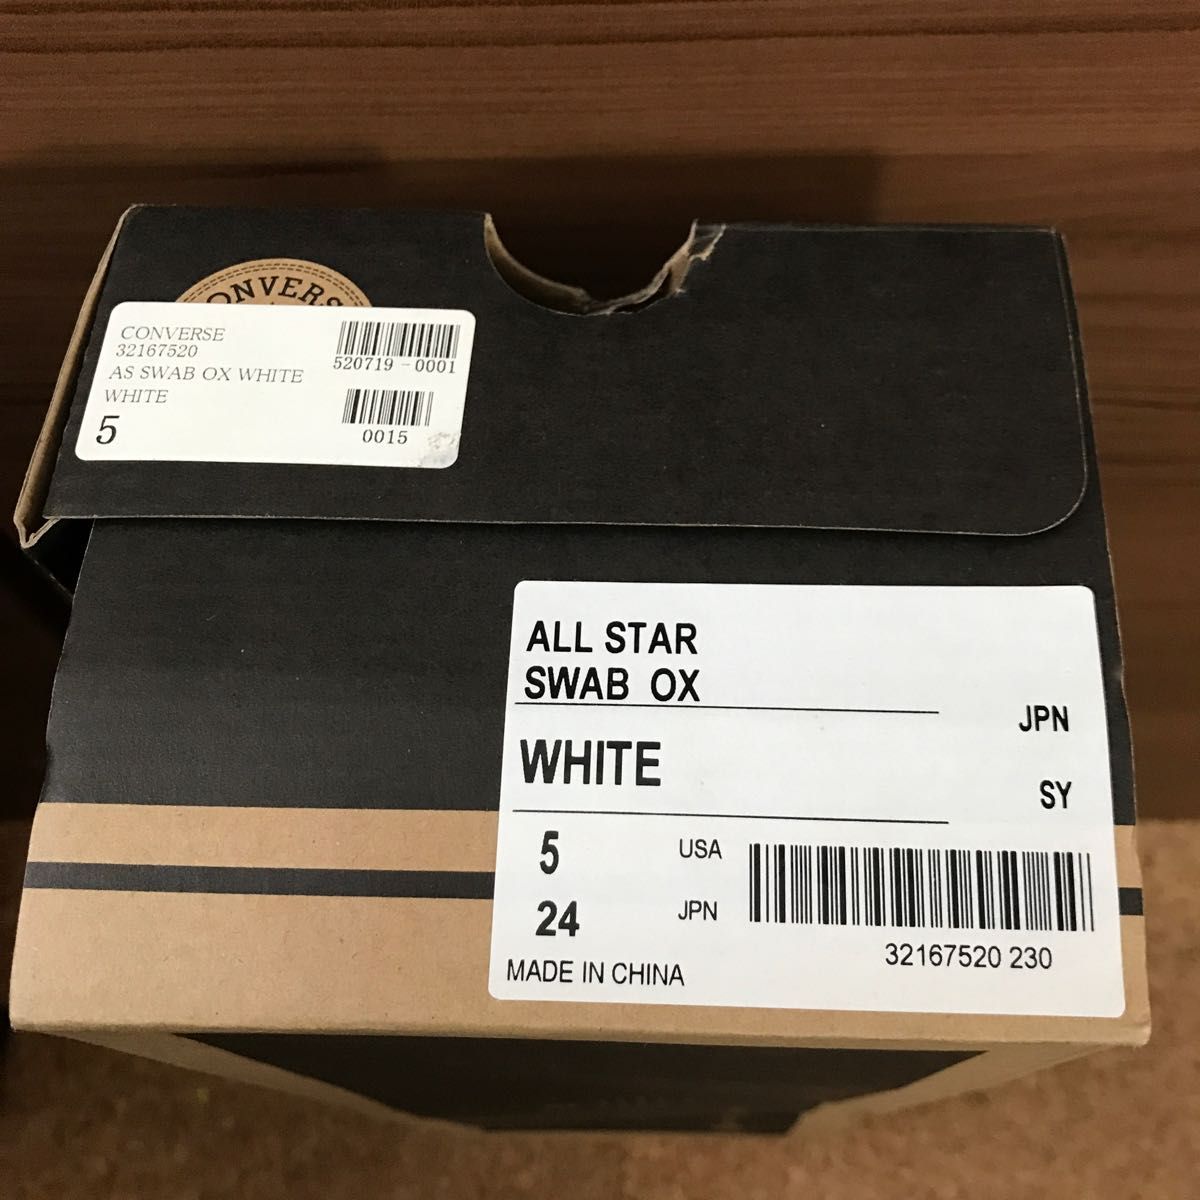 CONVERSE
CONVERSE
32167520
AS SWAB OX WHITE
WHITE
5
520719-0001
0015
ALL STAR
SWAB OX
JPN
WHITE
SY
5 USA
24 JPN
32167520 230
MADE IN CHINA